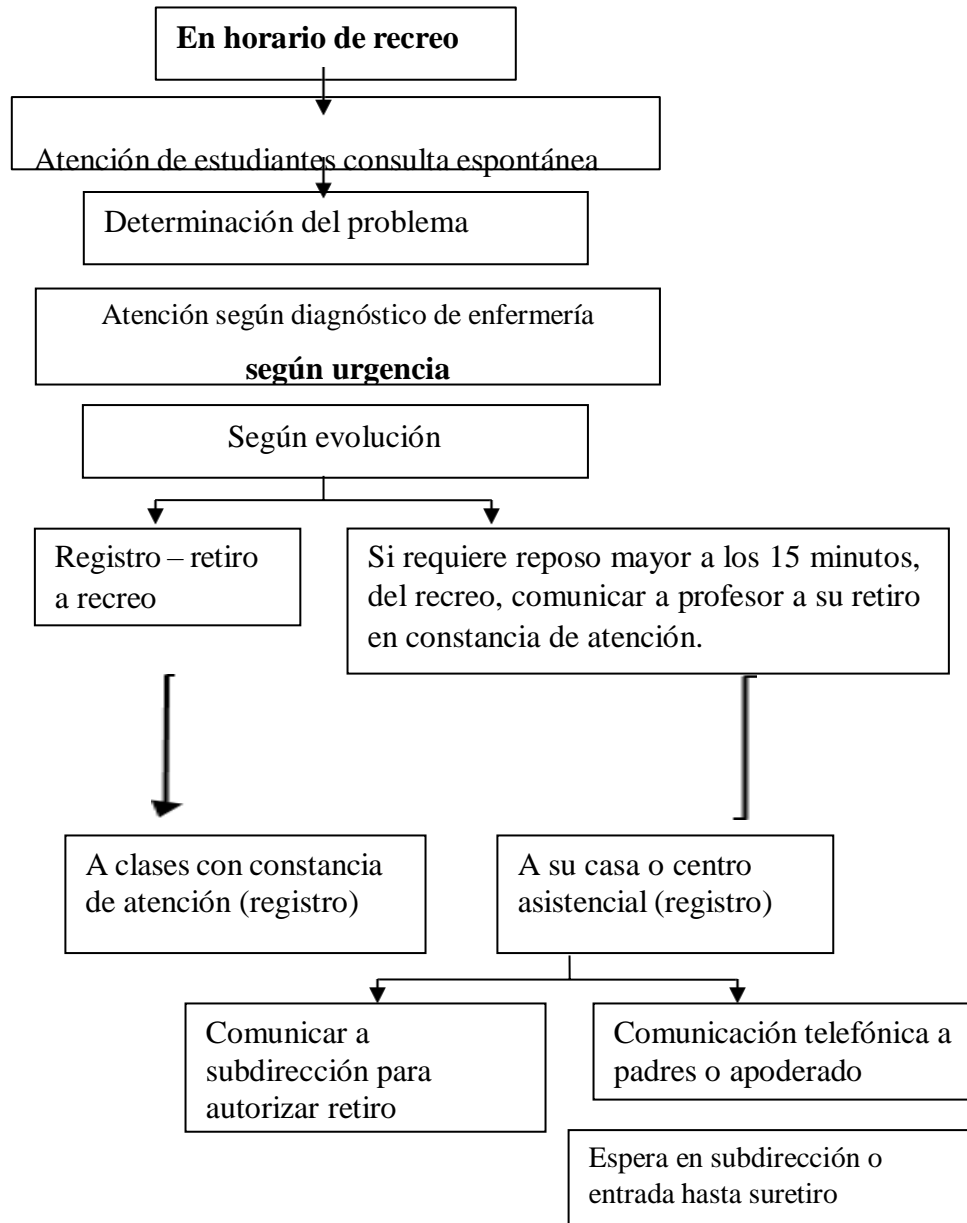 En horario de recreo
Atención de estudiantes consulta espontánea
Determinación del problema
Atención según diagnóstico de enfermería
según urgencia
Según evolución
Registro – retiro
a recreo
Si requiere reposo mayor a los 15 minutos,
del recreo, comunicar a profesor a su retiro
en constancia de atención.
A clases con constancia
de atención (registro)
A su casa o centro
asistencial (registro)
Comunicar a
subdirección para
autorizar retiro
Comunicación telefónica a
padres o apoderado
Espera en subdirección o
entrada hasta suretiro